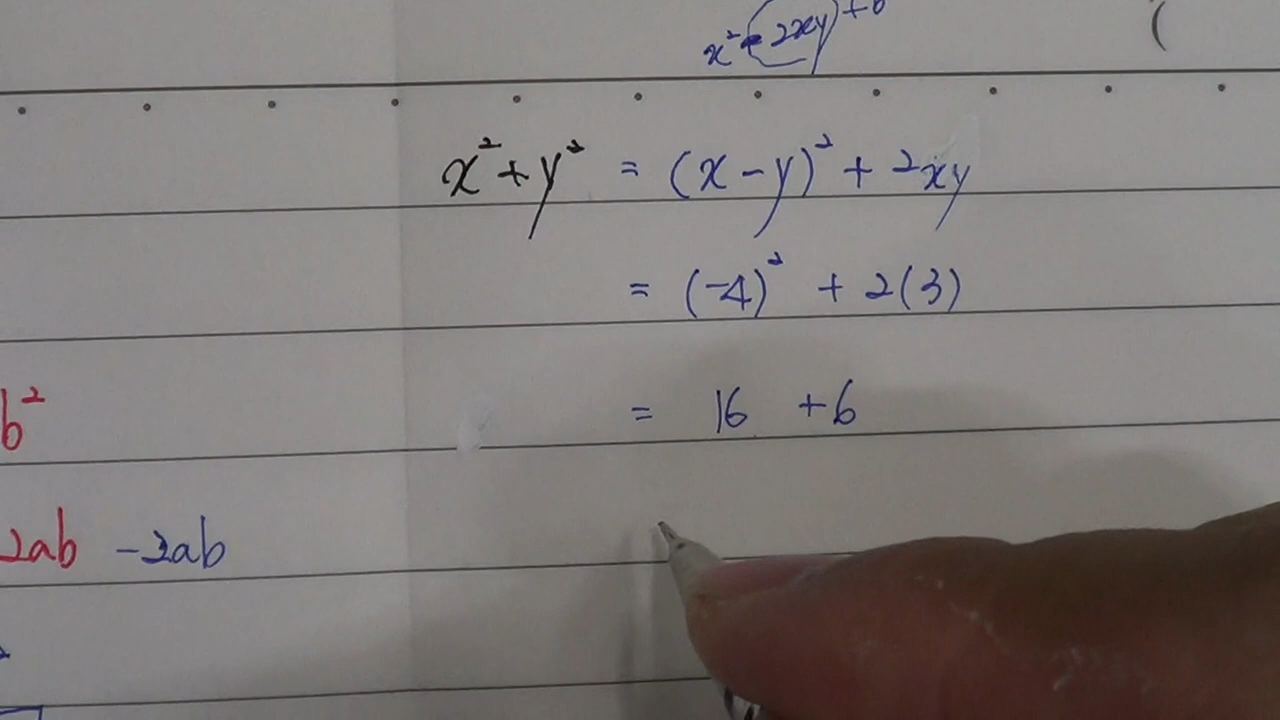 x² - 2xy) +
(
x² + y² = (x - y)² + 2xy
= (-4)² + 2(3)
b² = 16 + 6
2ab - 2ab